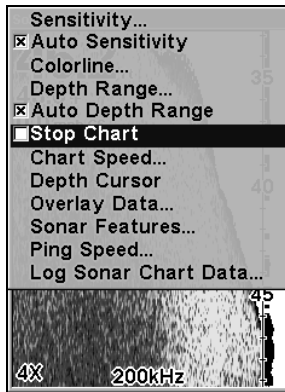 Sensitivity...
Auto Sensitivity
Colorline...
Depth Range...
35
Auto Depth Range
Stop Chart
Chart Speed...
Depth Cursor
40
Overlay Data...
Sonar Features...
Ping Speed...
Log Sonar Chart Data...
45
4X 200kHz